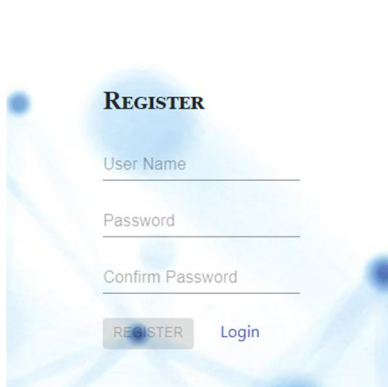 REGISTER
User Name
Password
Confirm Password
REGISTER Login